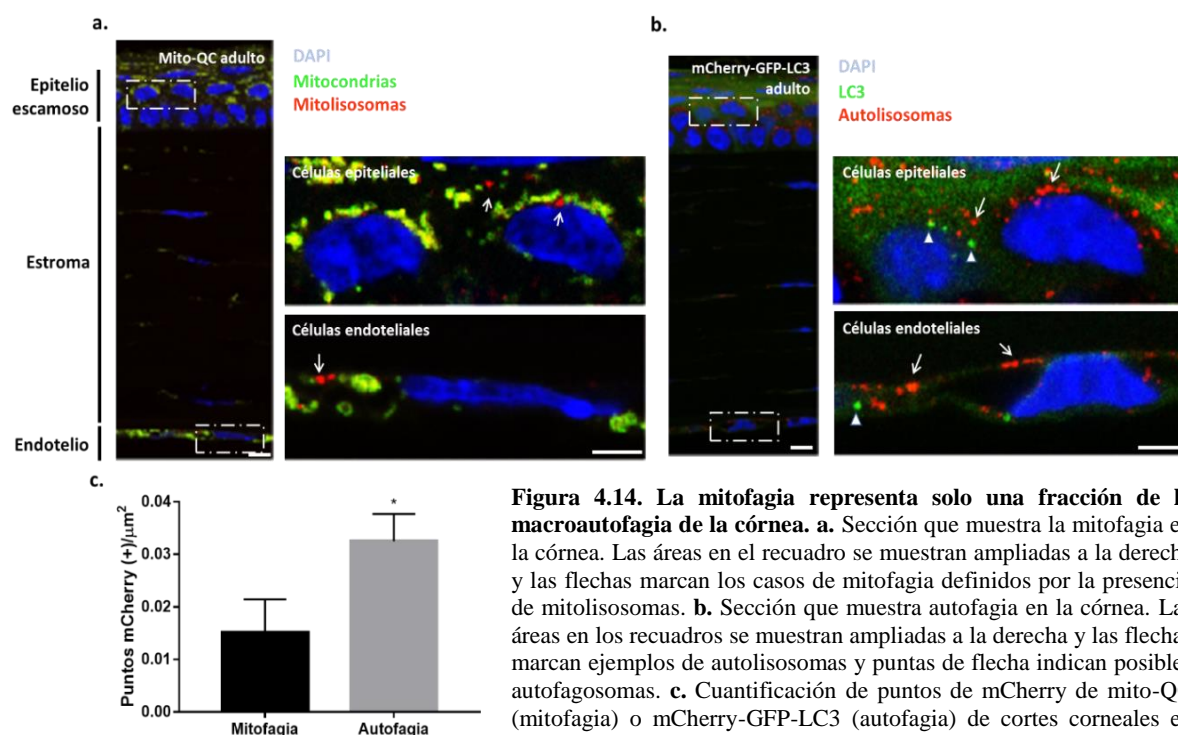 a.
Mito-QC adulto
DAPI
Mitocondrias
Mitolisosomas
Epitelio
escamoso
Estroma
Endotelio
Células epiteliales
Células endoteliales
b.
mCherry-GFP-LC3
adulto
DAPI
LC3
Autolisosomas
Células epiteliales
Células endoteliales
c.
Puntos mCherry (+)/µm²
0.04
0.03
0.02
0.01
0.00
*
Mitofagia
Autofagia
Figura 4.14. La mitofagia representa solo una fracción de l
macroautofagia de la córnea. a. Sección que muestra la mitofagia e
la córnea. Las áreas en el recuadro se muestran ampliadas a la derech
y las flechas marcan los casos de mitofagia definidos por la presenci
de mitolisosomas. b. Sección que muestra autofagia en la córnea. La
áreas en los recuadros se muestran ampliadas a la derecha y las flecha
marcan ejemplos de autolisosomas y puntas de flecha indican posible
autofagosomas. c. Cuantificación de puntos de mCherry de mito-Q
(mitofagia) o mCherry-GFP-LC3 (autofagia) de cortes corneales e